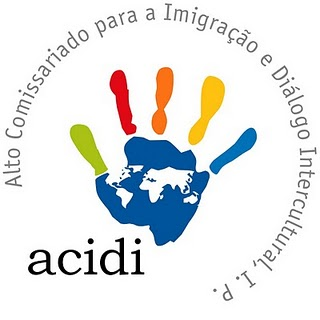 Alto Comissariado para a Imigração e Diálogo Intercultural, I. P.
acidi